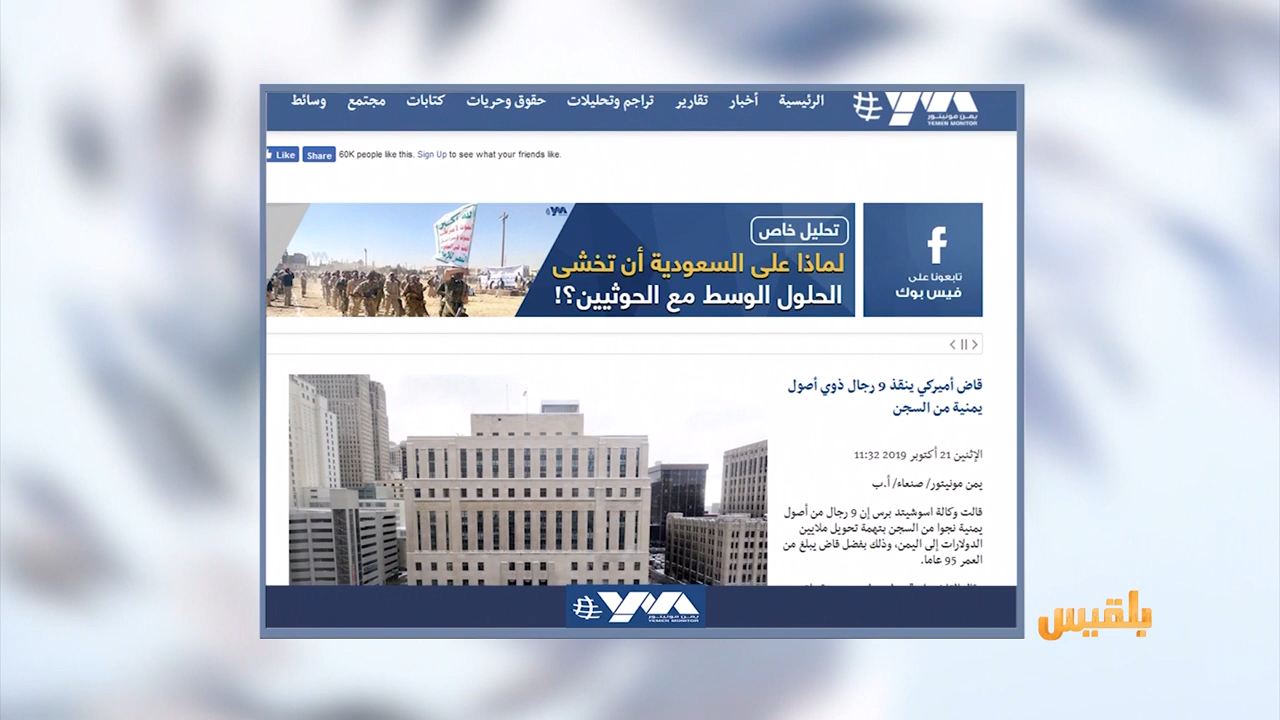 الرئيسية أخبار تقارير تراجم وتحليلات حقوق وحريات كتابات مجتمع وسائط
يمن مونيتور
YEMEN MONITOR
Like Share 60K people like this. Sign Up to see what your friends like.
تحليل خاص
لماذا على السعودية أن تخشى
الحلول الوسط مع الحوثيين؟!
f
تابعونا على
فيس بوك
قاض أميركي ينقذ 9 رجال ذوي أصول
يمنية من السجن
الإثنين 21 أكتوبر 2019 11:32
يمن مونيتور/ صنعاء/ أ.ب
قالت وكالة اسوشيتد برس إن 9 رجال من أصول
يمنية نجوا من السجن بتهمة تحويل ملايين
الدولارات إلى اليمن، وذلك بفضل قاض يبلغ من
العمر 95 عاما.
يمن مونيتور
YEMEN MONITOR
بلقيس